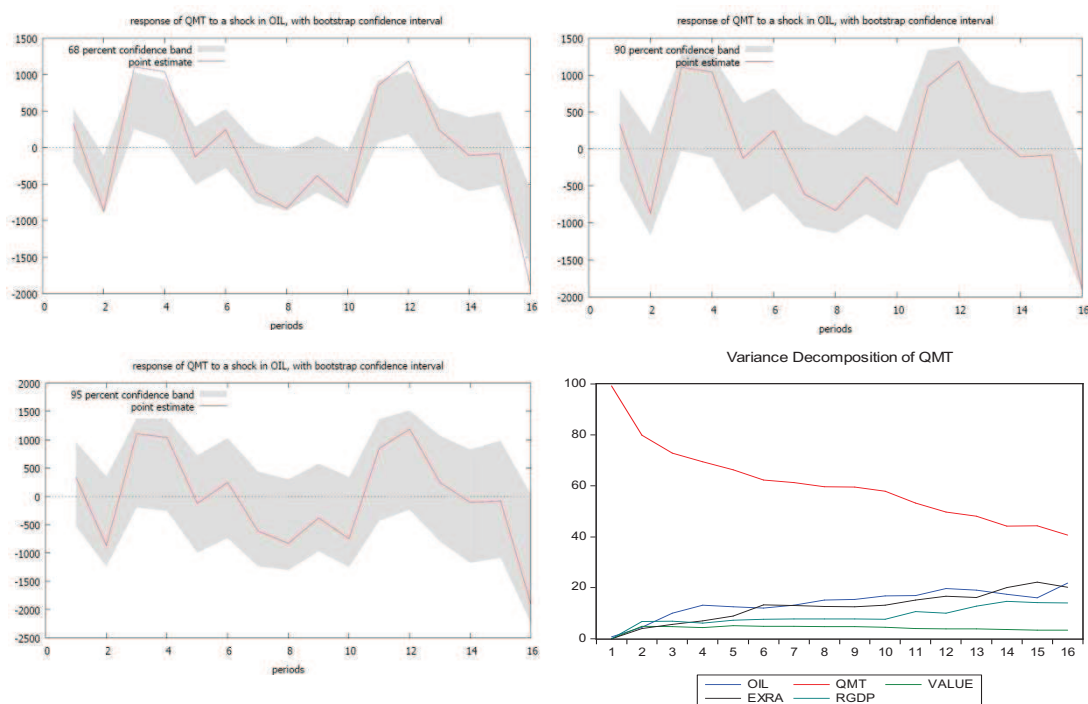 response of QMT to a shock in OIL, with bootstrap confidence interval
68 percent confidence band
point estimate
1500
1000
500
0
-500
-1000
-1500
-2000
0 2 4 6 8 10 12 14 16
periods
response of QMT to a shock in OIL, with bootstrap confidence interval
90 percent confidence band
point estimate
1500
1000
500
0
-500
-1000
-1500
-2000
0 2 4 6 8 10 12 14 16
periods
response of QMT to a shock in OIL, with bootstrap confidence interval
95 percent confidence band
point estimate
2000
1500
1000
500
0
-500
-1000
-1500
-2000
-2500
0 2 4 6 8 10 12 14 16
periods
Variance Decomposition of QMT
100
80
60
40
20
0
1 2 3 4 5 6 7 8 9 10 11 12 13 14 15 16
OIL QMT VALUE
EXRA RGDP